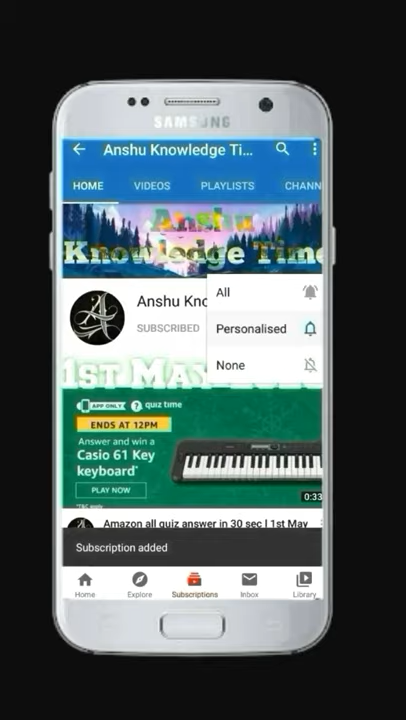 SAMSUNG
Anshu Knowledge Ti...
HOME VIDEOS PLAYLISTS CHANN
Anshu
Knowledge Time
Anshu Kno
SUBSCRIBED
All
Personalised
None
1ST MAY
APP ONLY quiz time
ENDS AT 12PM
Answer and win a
Casio 61 Key
keyboard*
PLAY NOW
*T&C apply
0:33
Amazon all quiz answer in 30 sec | 1st May
Subscription added
Home Explore Subscriptions Inbox Library